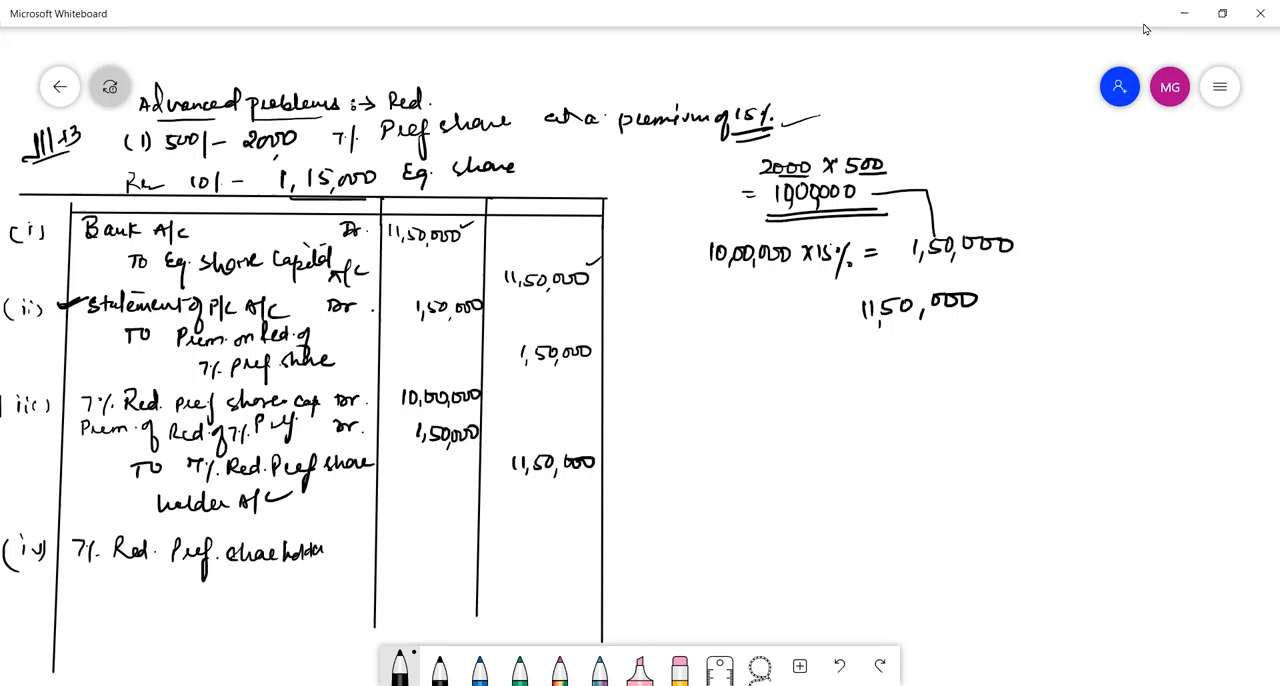 Microsoft Whiteboard
MG
Advanced problems :→ Red.
(1) 500/- 2000 7% Pref share at a premium of 15%.
10/- 1,15,000 Eq. share
2000 X 500
= 10,00,000
10,00,000 X 15% = 1,50,000
11,50,000
(i) Bank A/c Dr. 11,50,000
To Eq. share Capital A/C 11,50,000
(ii) Statement of P/L A/C Dr. 1,50,000
TO Prem. on Red. of
7% pref share 1,50,000
iii) 7% Red. Pref share cap Dr. 10,00,000
Prem. of Red. of 7% Pref. Dr. 1,50,000
TO 7% Red. Pref share 11,50,000
holder A/C
(iv) 7% Red. Pref. shareholder